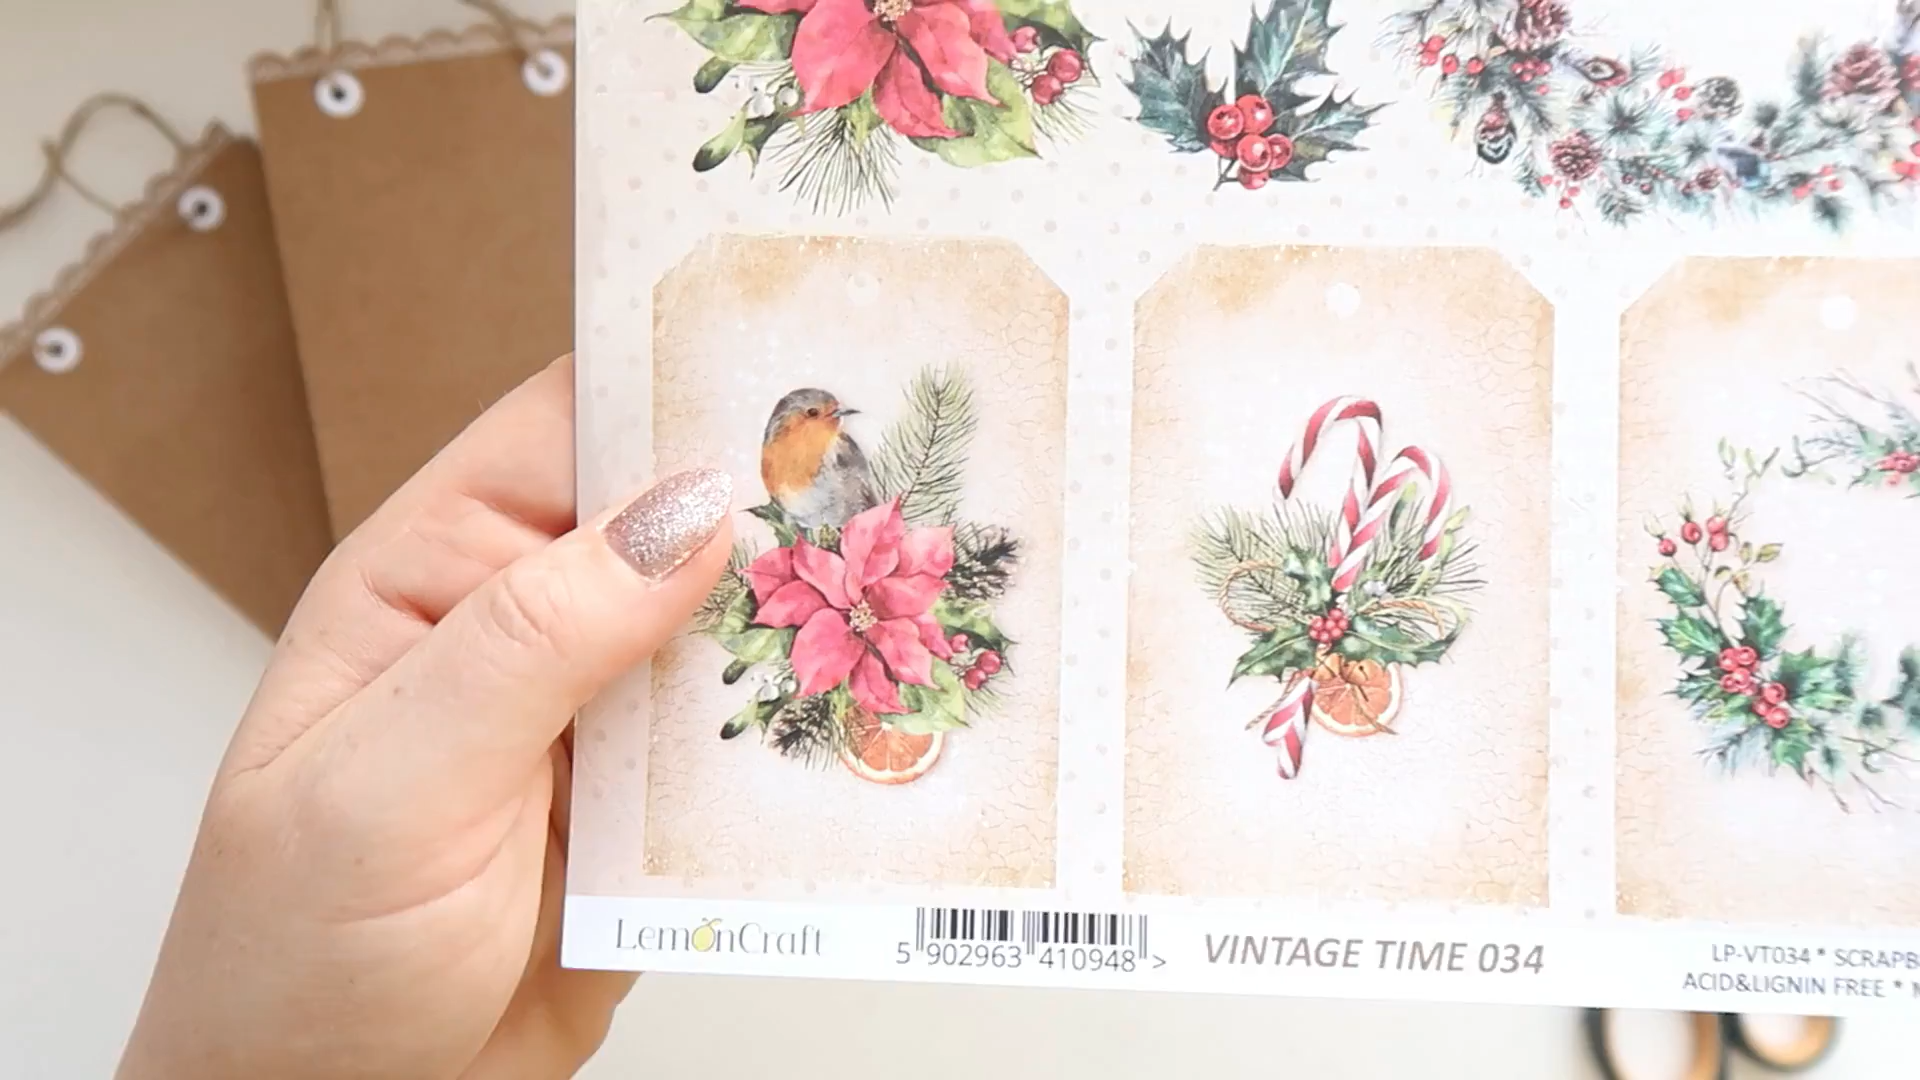 LemonCraft
5 902963 410948 >
VINTAGE TIME 034
LP-VT034 * SCRAPB
ACID&LIGNIN FREE * M